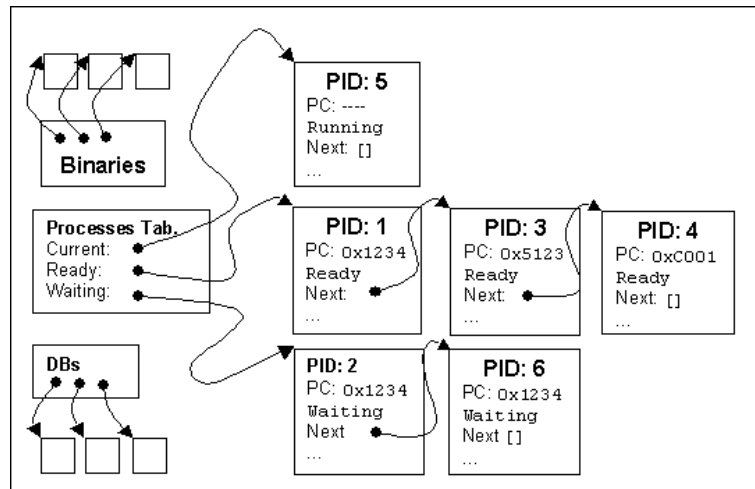 Binaries
Processes Tab.
Current:
Ready:
Waiting:
DBs
PID: 5
PC: ----
Running
Next: []
...
PID: 1
PC: 0x1234
Ready
Next:
...
PID: 3
PC: 0x5123
Ready
Next:
...
PID: 4
PC: 0xC001
Ready
Next: []
...
PID: 2
PC: 0x1234
Waiting
Next
...
PID: 6
PC: 0x1234
Waiting
Next []
...